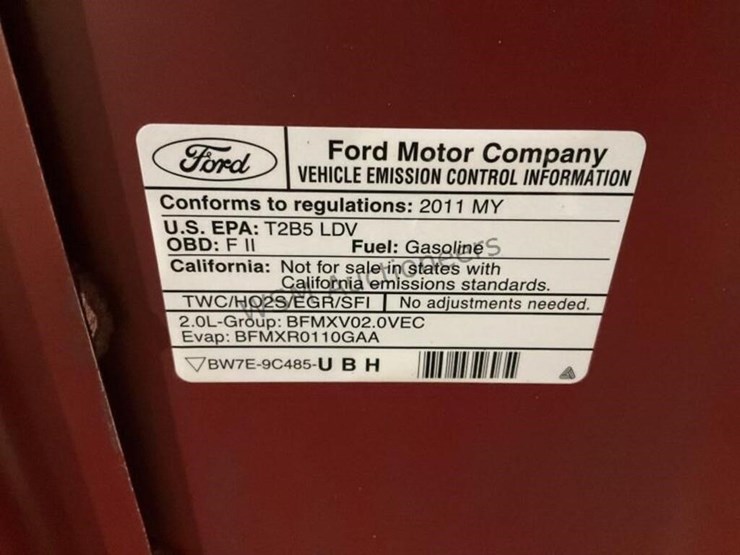 Ford
Ford Motor Company
VEHICLE EMISSION CONTROL INFORMATION
Conforms to regulations: 2011 MY
U.S. EPA: T2B5 LDV
OBD: F II Fuel: Gasoline
California: Not for sale in states with
California emissions standards.
TWC/HO2S/EGR/SFI No adjustments needed.
2.0L-Group: BFMXV02.0VEC
Evap: BFMXR0110GAA
BW7E-9C485-U B H
WSM Auctioneers